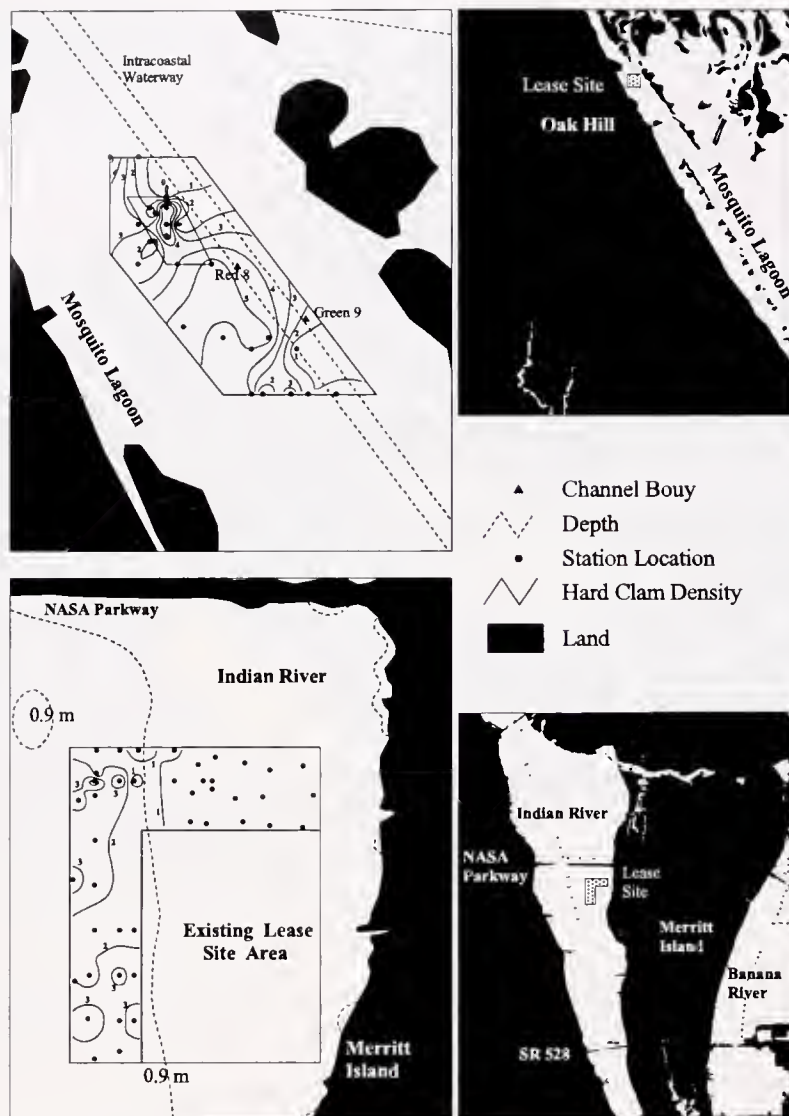 Intracoastal
Waterway
Red 8
Green 9
Mosquito Lagoon
Lease Site
Oak Hill
Mosquito Lagoon
Channel Bouy
Depth
Station Location
Hard Clam Density
Land
NASA Parkway
Indian River
0.9 m
Existing Lease
Site Area
Merritt
Island
0.9 m
Indian River
NASA
Parkway
Lease
Site
Merritt
Island
Banana
River
SR 528